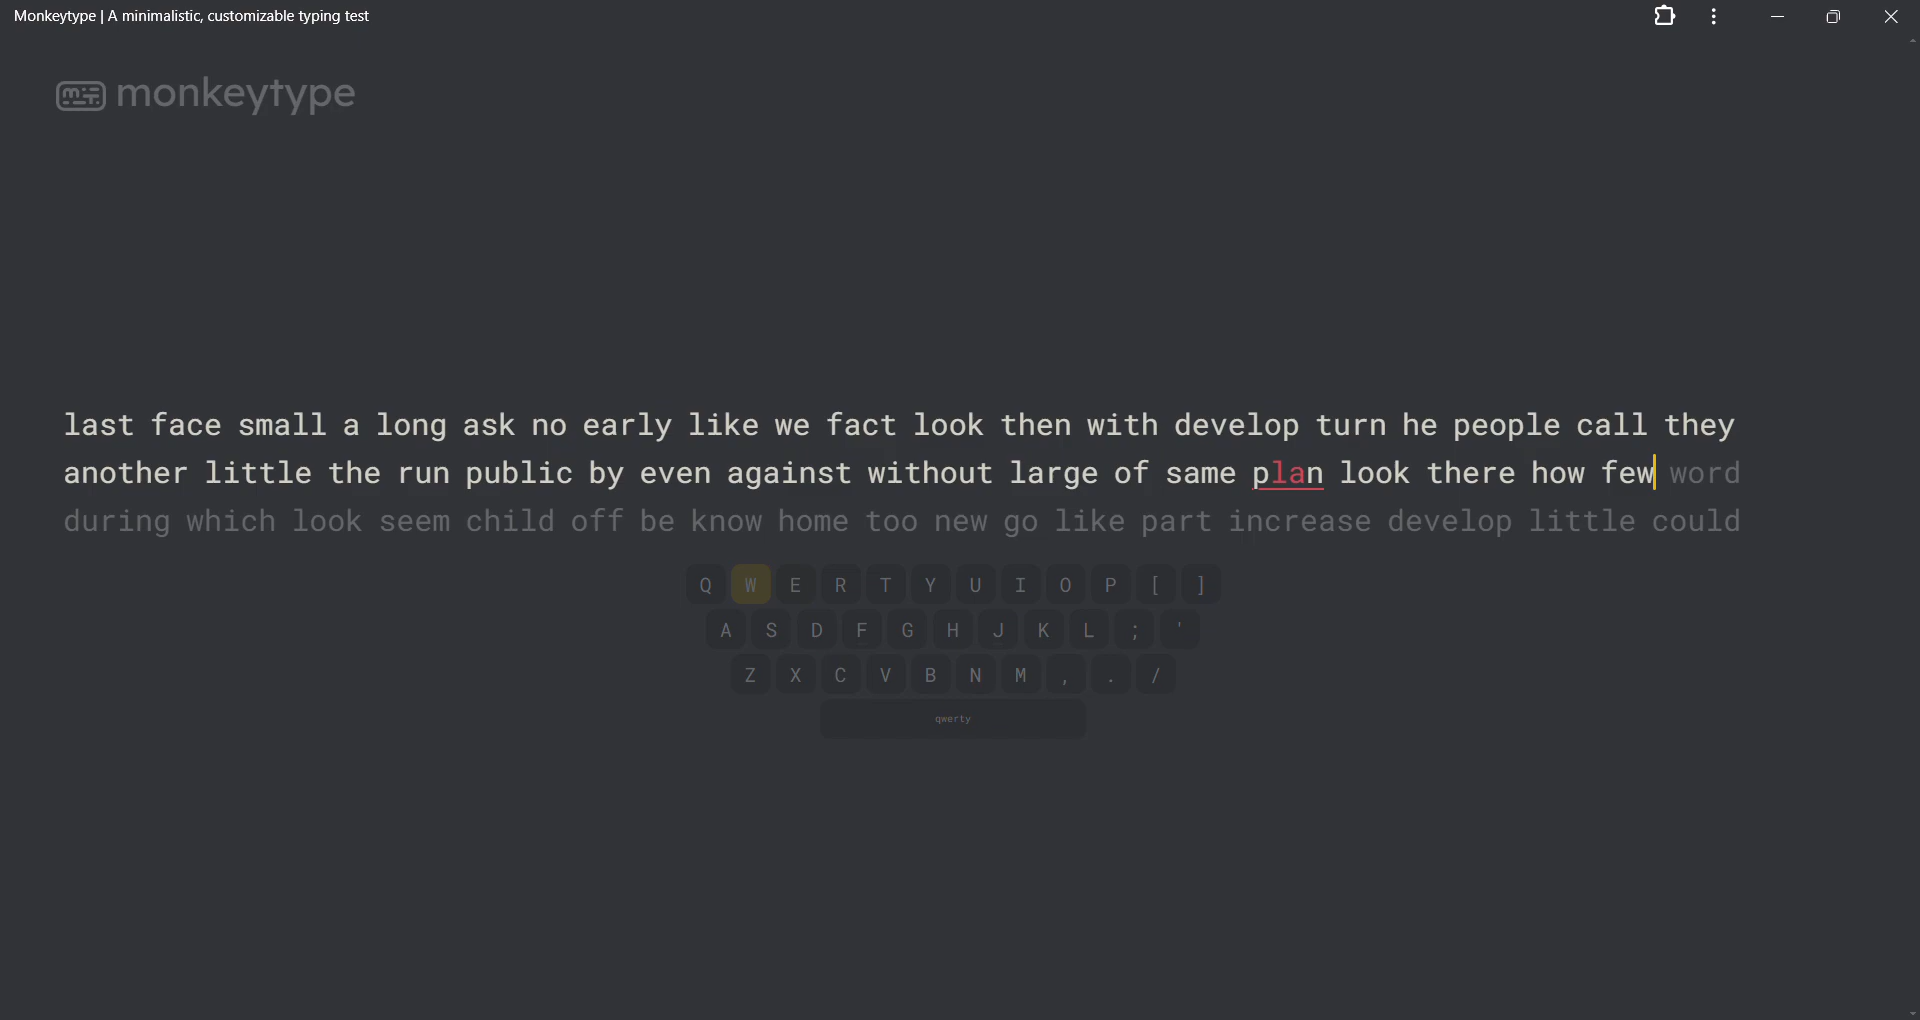 Monkeytype | A minimalistic, customizable typing test
monkeytype
last face small a long ask no early like we fact look then with develop turn he people call they
another little the run public by even against without large of same plan look there how few word
during which look seem child off be know home too new go like part increase develop little could
Q W E R T Y U I O P [ ]
A S D F G H J K L ; '
Z X C V B N M , . /
qwerty